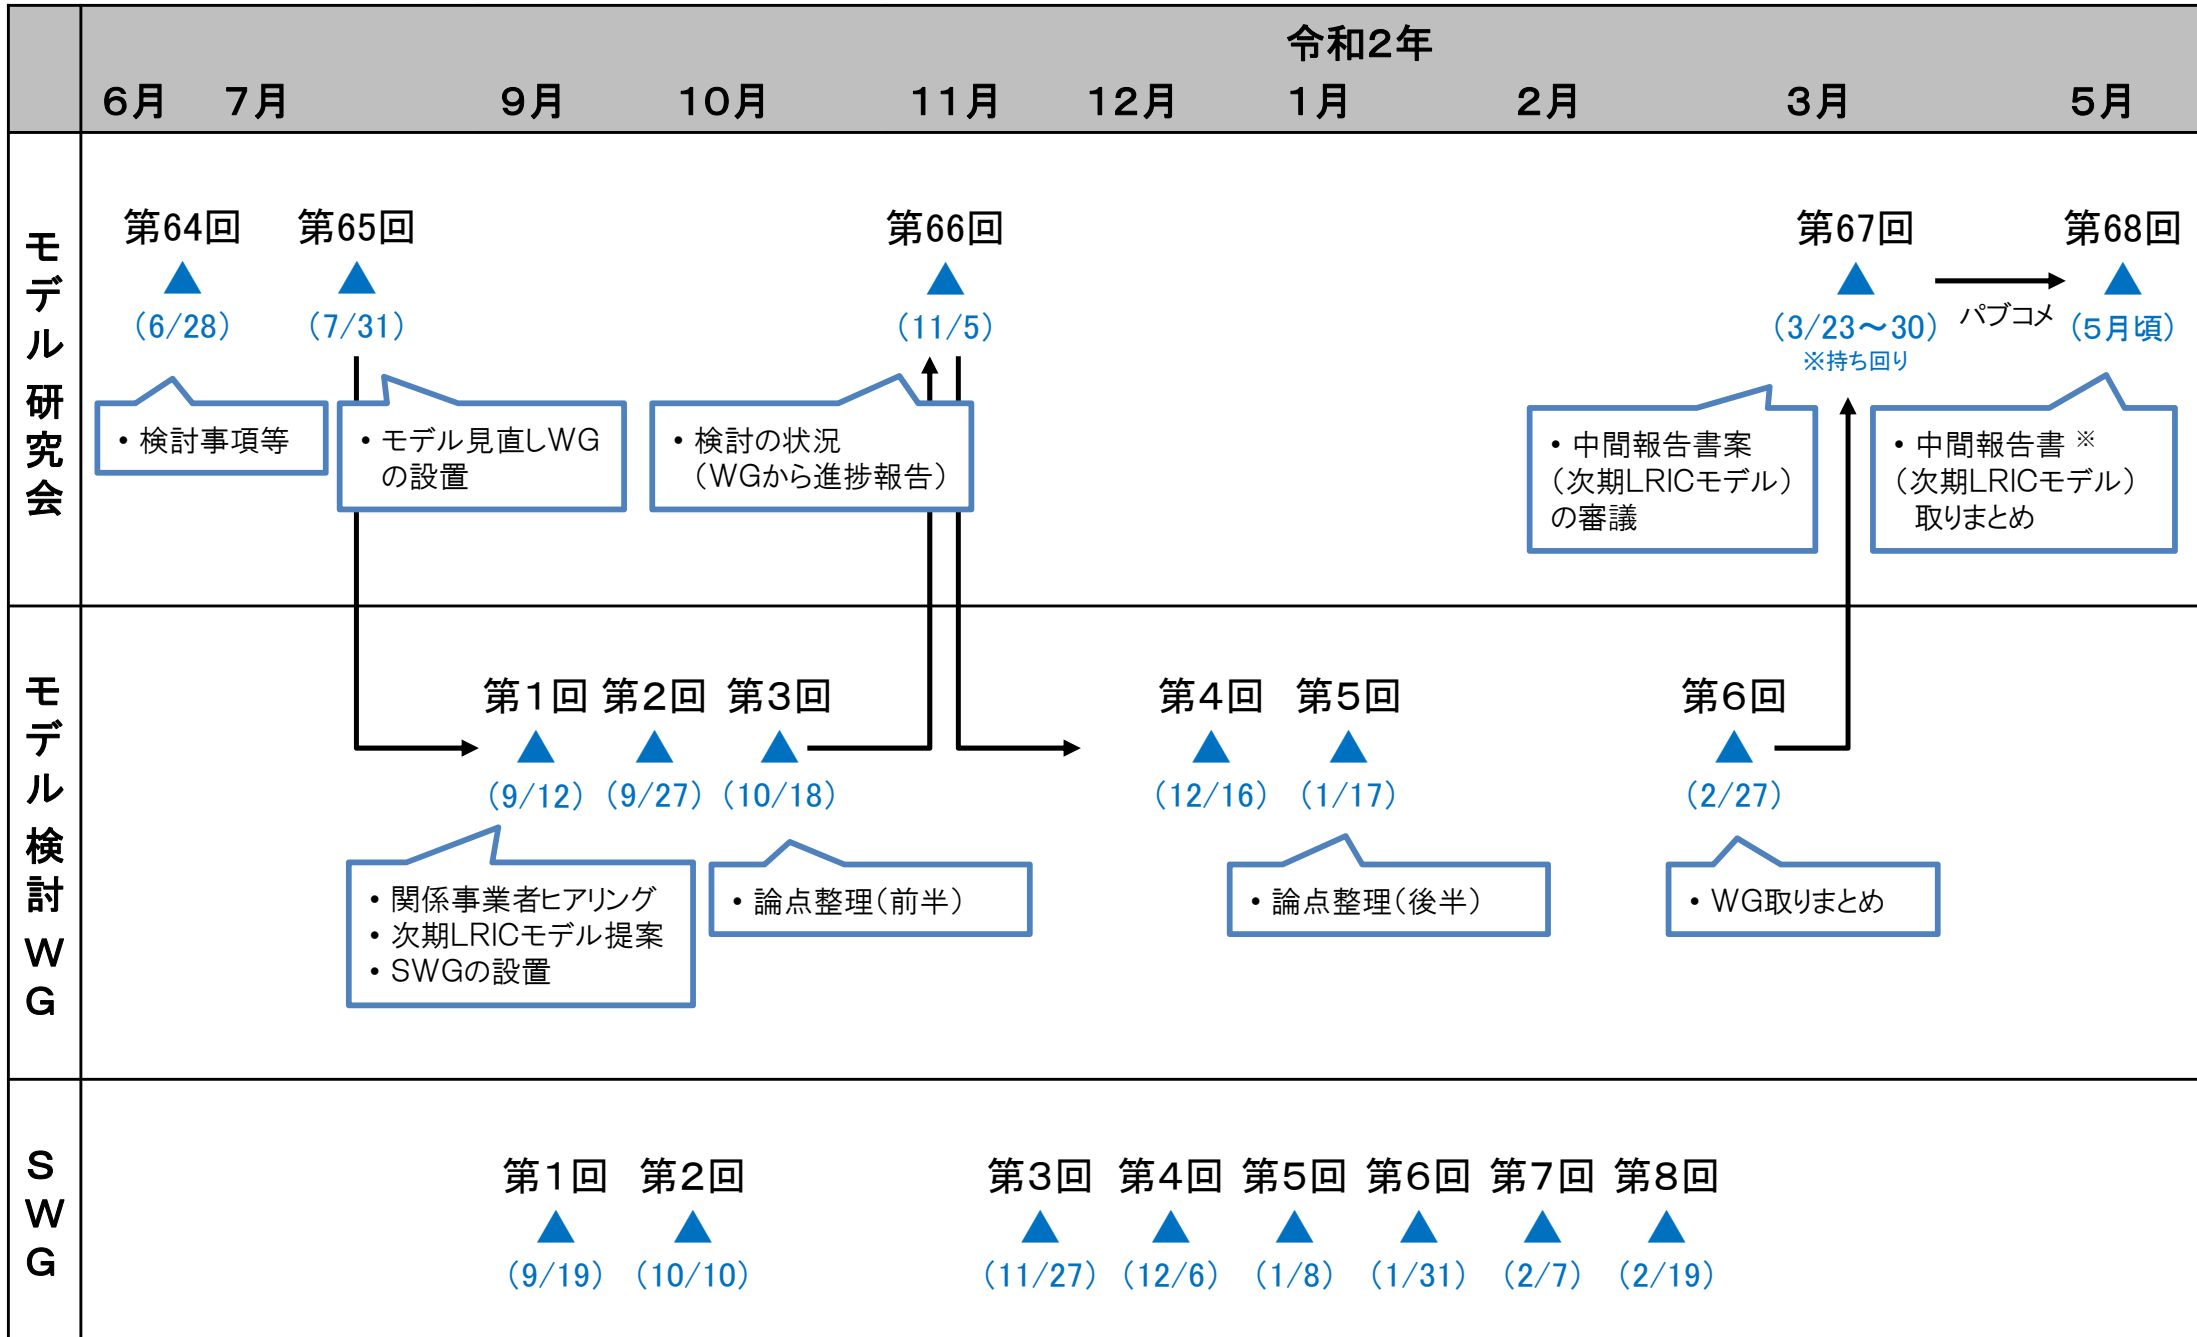 令和2年
6月 7月 9月 10月 11月 12月 1月 2月 3月 5月
モデル研究会
第64回 第65回 第66回 第67回 第68回
(6/28) (7/31) (11/5) (3/23～30) パブコメ (5月頃)
※持ち回り
・検討事項等
・モデル見直しWG
の設置
・検討の状況
(WGから進捗報告)
・中間報告書案
(次期LRICモデル)
の審議
・中間報告書※
(次期LRICモデル)
取りまとめ
モデル検討WG
第1回 第2回 第3回 第4回 第5回 第6回
(9/12) (9/27) (10/18) (12/16) (1/17) (2/27)
・関係事業者ヒアリング
・次期LRICモデル提案
・SWGの設置
・論点整理(前半)
・論点整理(後半)
・WG取りまとめ
SWG
第1回 第2回 第3回 第4回 第5回 第6回 第7回 第8回
(9/19) (10/10) (11/27) (12/6) (1/8) (1/31) (2/7) (2/19)